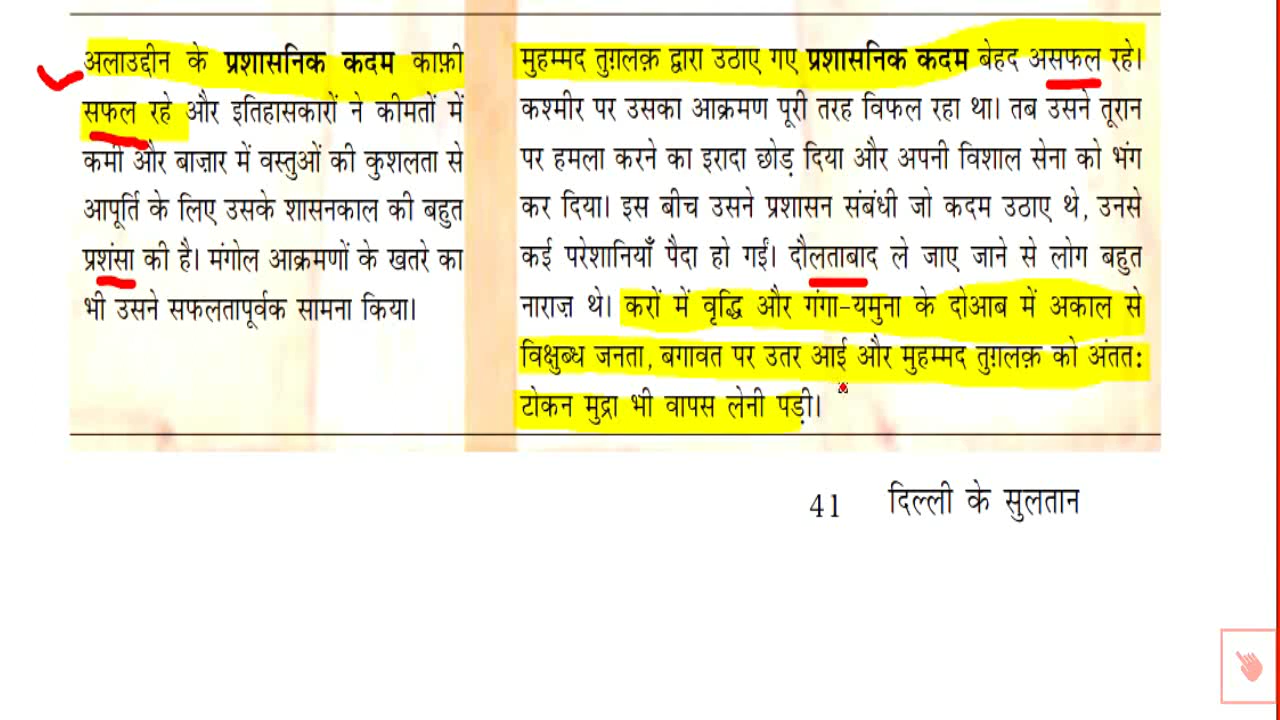 अलाउद्दीन के प्रशासनिक कदम काफ़ी
सफल रहे और इतिहासकारों ने कीमतों में
कमी और बाज़ार में वस्तुओं की कुशलता से
आपूर्ति के लिए उसके शासनकाल की बहुत
प्रशंसा की है। मंगोल आक्रमणों के खतरे का
भी उसने सफलतापूर्वक सामना किया।
मुहम्मद तुग़लक़ द्वारा उठाए गए प्रशासनिक कदम बेहद असफल रहे।
कश्मीर पर उसका आक्रमण पूरी तरह विफल रहा था। तब उसने तूरान
पर हमला करने का इरादा छोड़ दिया और अपनी विशाल सेना को भंग
कर दिया। इस बीच उसने प्रशासन संबंधी जो कदम उठाए थे, उनसे
कई परेशानियाँ पैदा हो गईं। दौलताबाद ले जाए जाने से लोग बहुत
नाराज़ थे। करों में वृद्धि और गंगा-यमुना के दोआब में अकाल से
विक्षुब्ध जनता, बगावत पर उतर आई और मुहम्मद तुग़लक़ को अंततः
टोकन मुद्रा भी वापस लेनी पड़ी।
41 दिल्ली के सुलतान